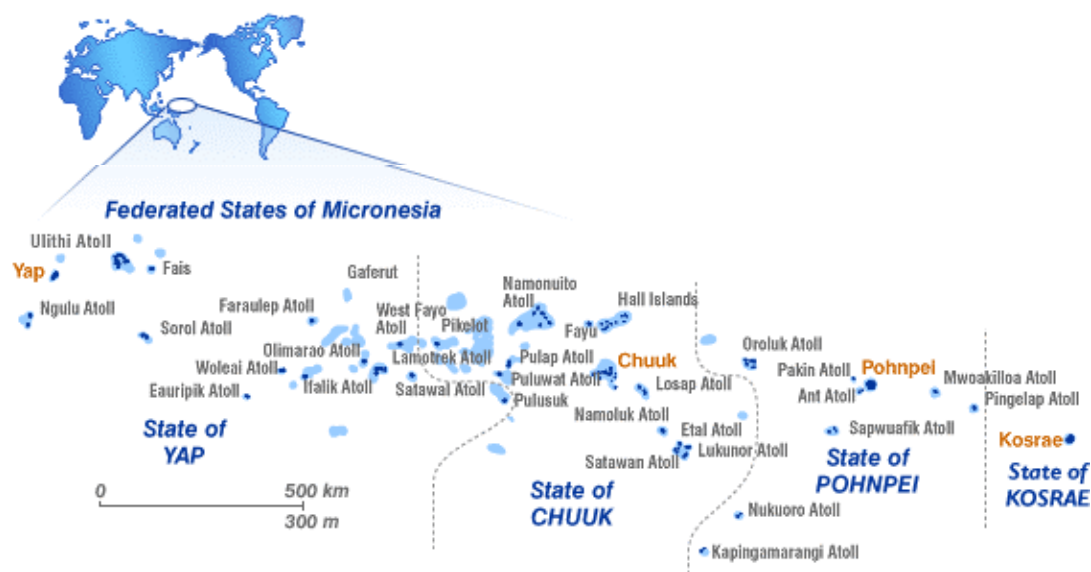 Federated States of Micronesia
Ulithi Atoll
Yap
Fais
Ngulu Atoll
Sorol Atoll
Gaferut
Faraulep Atoll
West Fayo
Atoll
Pikelot
Namonuito
Atoll
Hall Islands
Fayu
Olimarao Atoll
Lamotrek Atoll
Pulap Atoll
Chuuk
Oroluk Atoll
Woleai Atoll
Ifalik Atoll
Satawal Atoll
Puluwat Atoll
Losap Atoll
Pakin Atoll
Pohnpei
Mwoakilloa Atoll
Eauripik Atoll
Pulusuk
Ant Atoll
Pingelap Atoll
Namoluk Atoll
Etal Atoll
Sapwuafik Atoll
Kosrae
State of
YAP
Satawan Atoll
Lukunor Atoll
State of
POHNPEI
State of
KOSRAE
0 500 km
300 m
State of
CHUUK
Nukuoro Atoll
Kapingamarangi Atoll